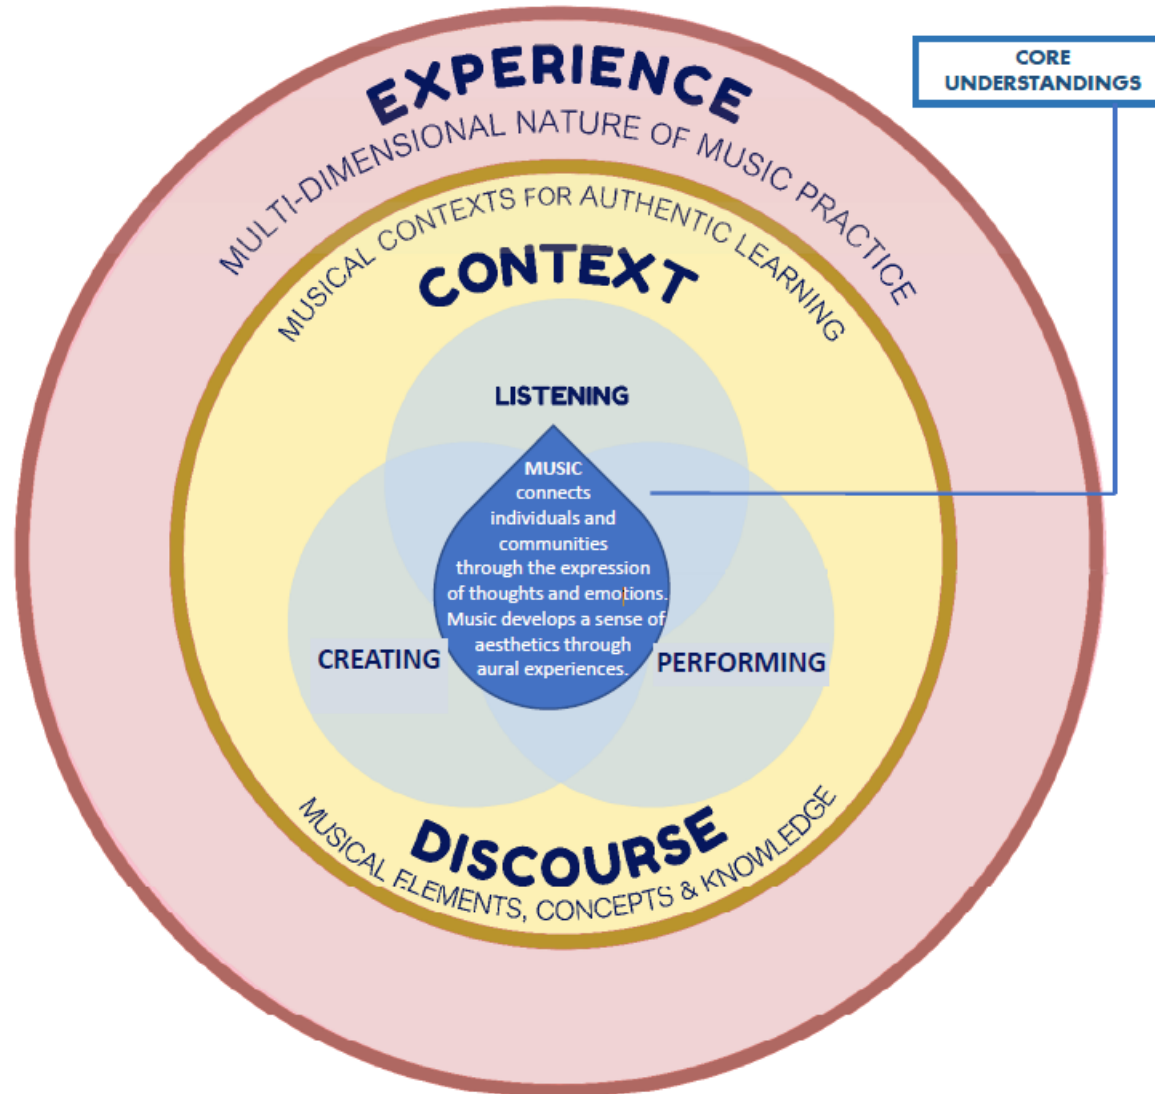 EXPERIENCE
MULTI-DIMENSIONAL NATURE OF MUSIC PRACTICE
CORE
UNDERSTANDINGS
MUSICAL CONTEXTS FOR AUTHENTIC LEARNING
CONTEXT
LISTENING
MUSIC
connects
individuals and
communities
through the expression
of thoughts and emotions.
Music develops a sense of
aesthetics through
aural experiences.
CREATING
PERFORMING
DISCOURSE
MUSICAL ELEMENTS, CONCEPTS & KNOWLEDGE